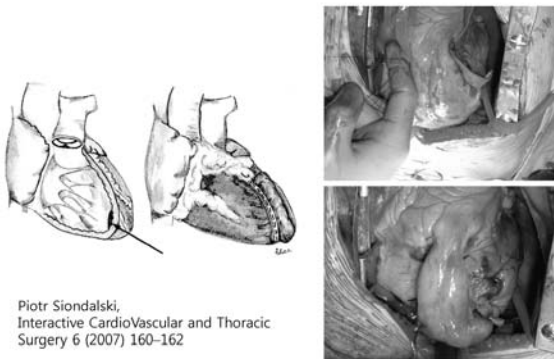 Piotr Siondalski,
Interactive CardioVascular and Thoracic
Surgery 6 (2007) 160–162